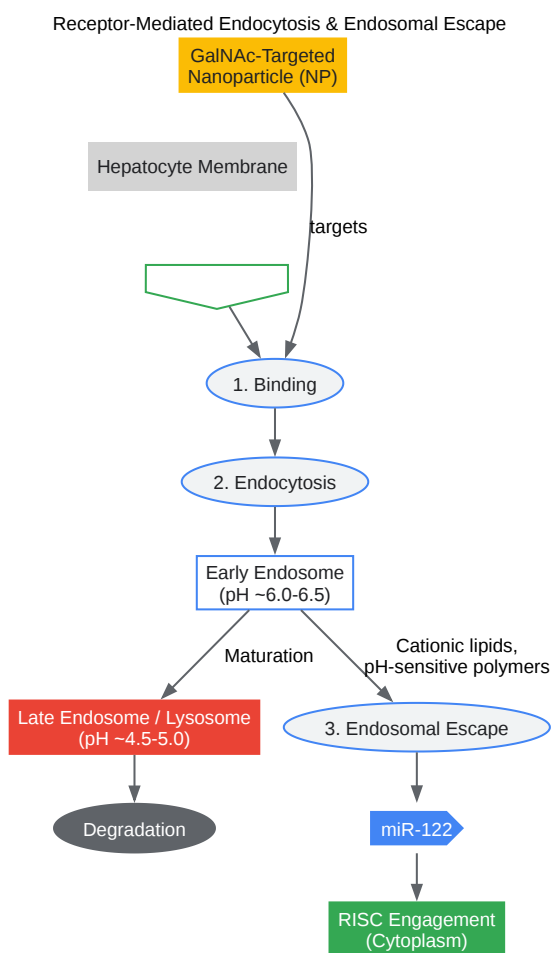 Receptor-Mediated Endocytosis & Endosomal Escape
GalNAc-Targeted
Nanoparticle (NP)
Hepatocyte Membrane
targets
1. Binding
2. Endocytosis
Early Endosome
(pH ~6.0-6.5)
Maturation
Cationic lipids,
pH-sensitive polymers
Late Endosome / Lysosome
(pH ~4.5-5.0)
3. Endosomal Escape
Degradation
miR-122
RISC Engagement
(Cytoplasm)